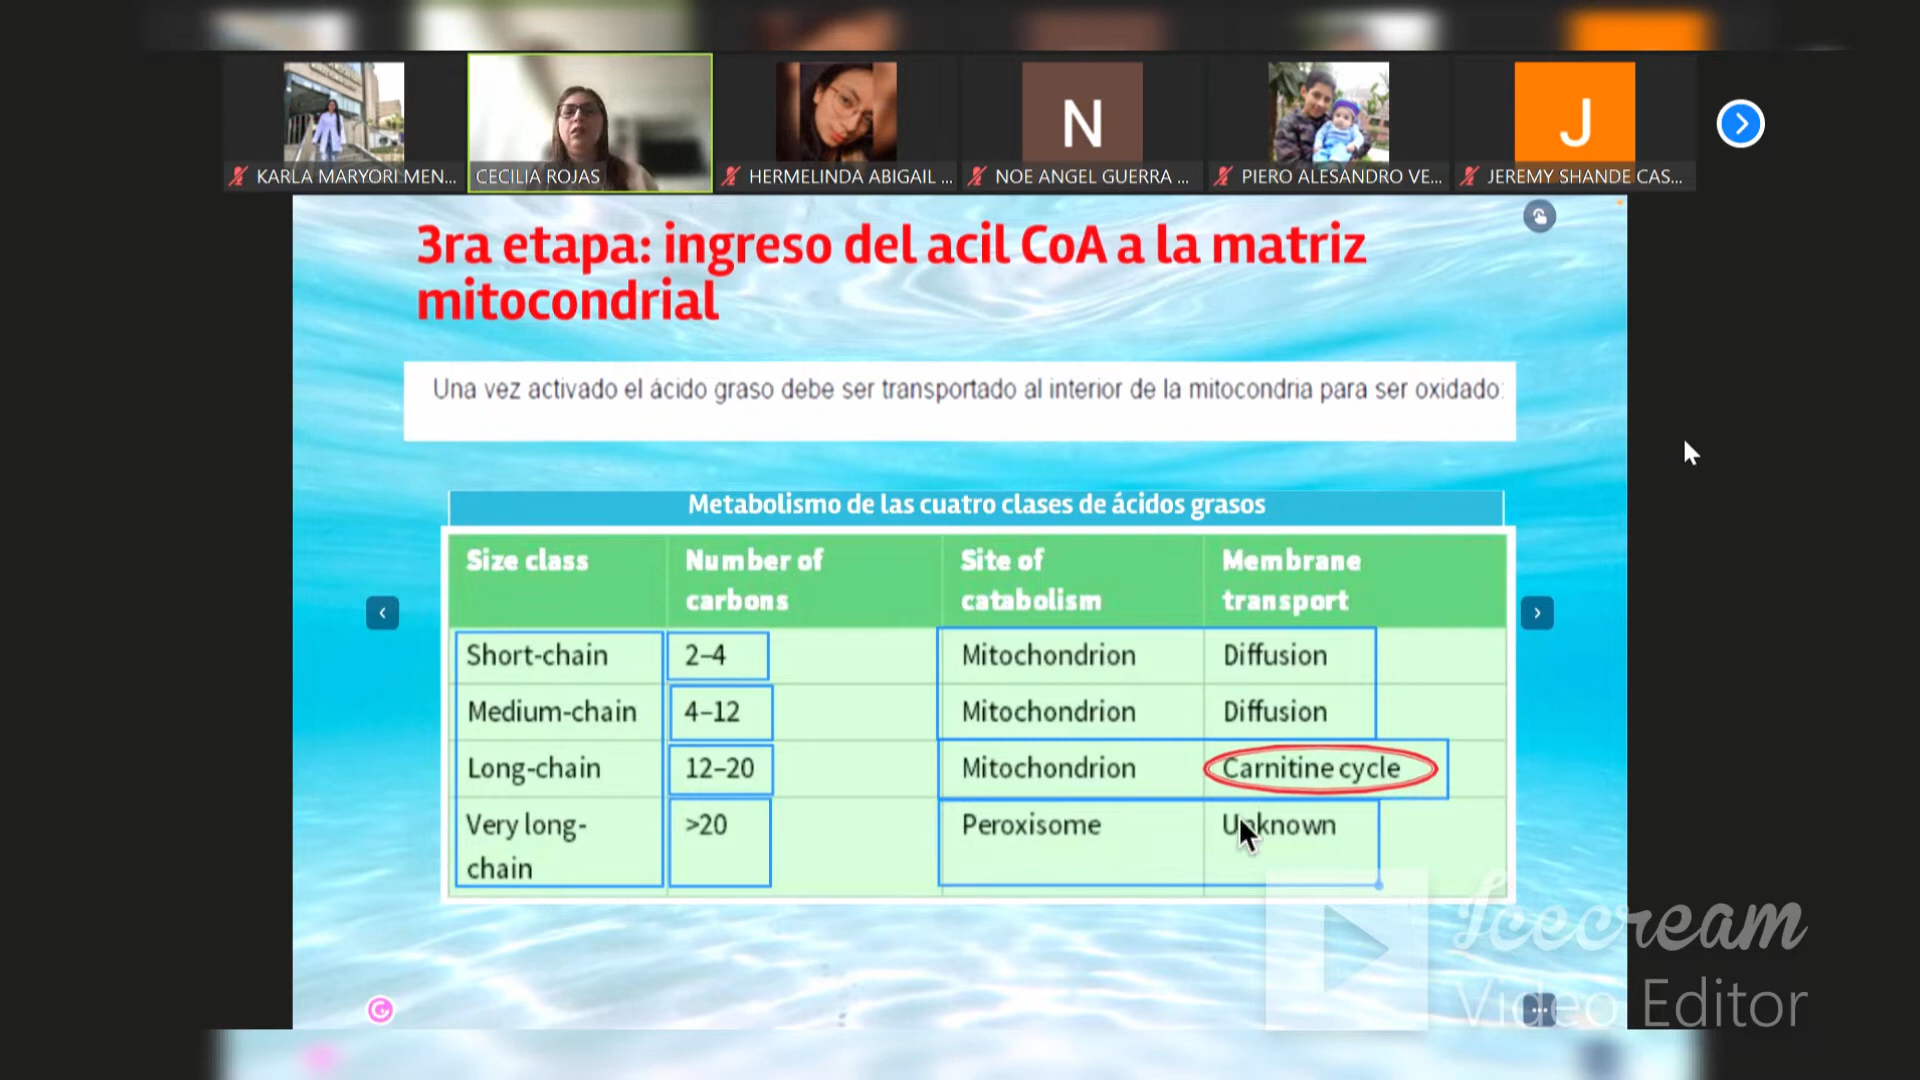 KARLA MARYORI MEN...
CECILIA ROJAS
HERMELINDA ABIGAIL ...
N
NOE ANGEL GUERRA ...
PIERO ALESANDRO VE...
J
JEREMY SHANDE CAS...
3ra etapa: ingreso del acil CoA a la matriz
mitocondrial
Una vez activado el ácido graso debe ser transportado al interior de la mitocondria para ser oxidado:
Metabolismo de las cuatro clases de ácidos grasos
Size class Number of carbons Site of catabolism Membrane transport
Short-chain 2–4 Mitochondrion Diffusion
Medium-chain 4–12 Mitochondrion Diffusion
Long-chain 12–20 Mitochondrion Carnitine cycle
Very long-chain >20 Peroxisome Unknown
Icecream
Video Editor